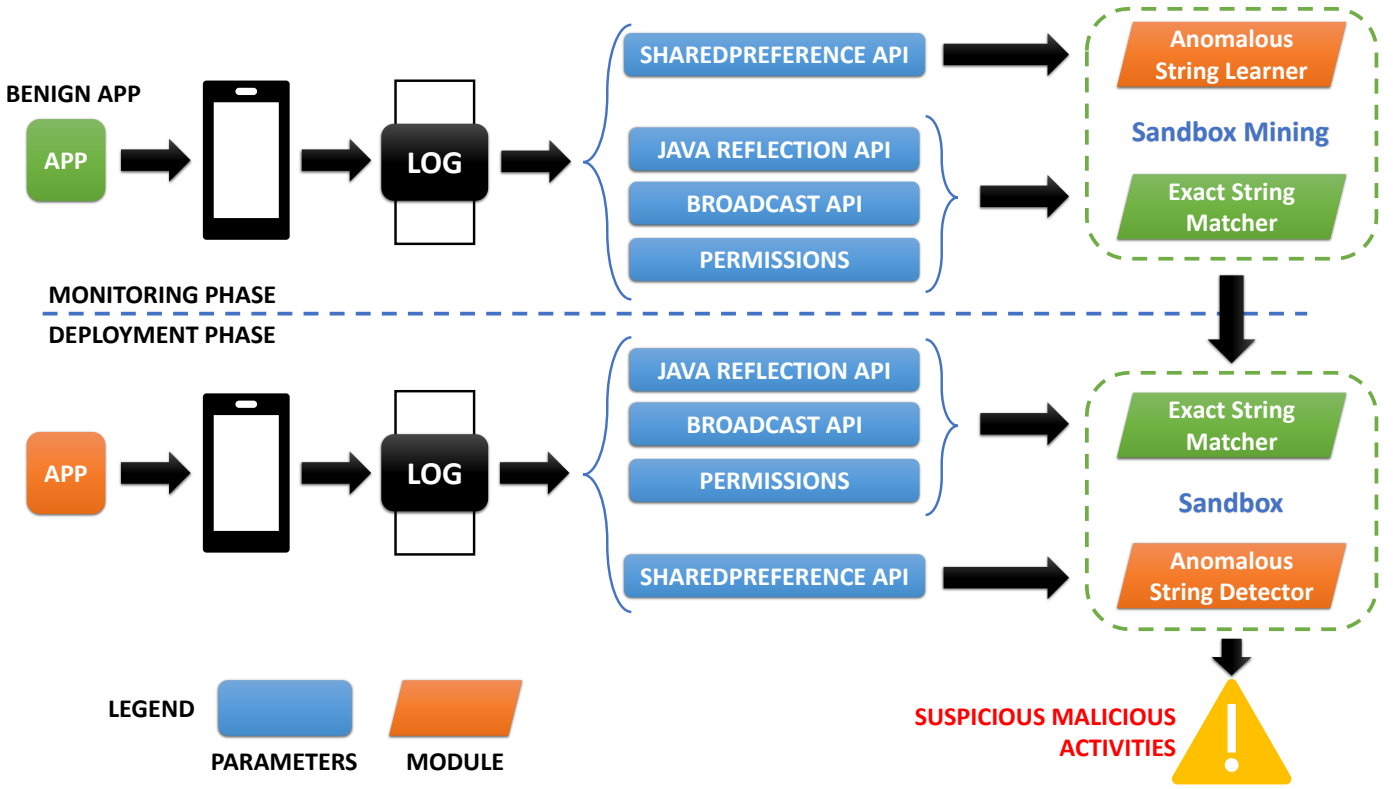 BENIGN APP
APP
LOG
SHAREDPREFERENCE API
JAVA REFLECTION API
BROADCAST API
PERMISSIONS
Anomalous
String Learner
Sandbox Mining
Exact String
Matcher
MONITORING PHASE
DEPLOYMENT PHASE
APP
LOG
JAVA REFLECTION API
BROADCAST API
PERMISSIONS
SHAREDPREFERENCE API
Exact String
Matcher
Sandbox
Anomalous
String Detector
LEGEND
PARAMETERS
MODULE
SUSPICIOUS MALICIOUS
ACTIVITIES